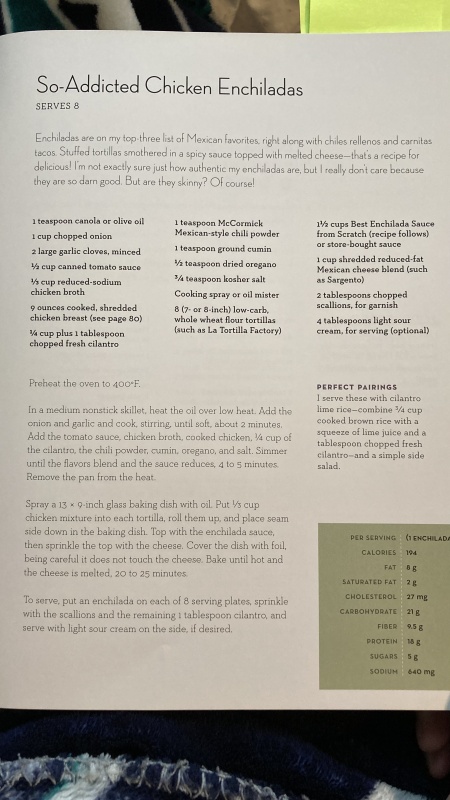 So-Addicted Chicken Enchiladas
SERVES 8
Enchiladas are on my top-three list of Mexican favorites, right along with chiles rellenos and carnitas
tacos. Stuffed tortillas smothered in a spicy sauce topped with melted cheese—that's a recipe for
delicious! I'm not exactly sure just how authentic my enchiladas are, but I really don't care because
they are so darn good. But are they skinny? Of course!
1 teaspoon canola or olive oil
1 cup chopped onion
2 large garlic cloves, minced
½ cup canned tomato sauce
⅓ cup reduced-sodium
chicken broth
9 ounces cooked, shredded
chicken breast (see page 80)
¼ cup plus 1 tablespoon
chopped fresh cilantro
1 teaspoon McCormick
Mexican-style chili powder
1 teaspoon ground cumin
½ teaspoon dried oregano
¾ teaspoon kosher salt
Cooking spray or oil mister
8 (7- or 8-inch) low-carb,
whole wheat flour tortillas
(such as La Tortilla Factory)
1½ cups Best Enchilada Sauce
from Scratch (recipe follows)
or store-bought sauce
1 cup shredded reduced-fat
Mexican cheese blend (such
as Sargento)
2 tablespoons chopped
scallions, for garnish
4 tablespoons light sour
cream, for serving (optional)
Preheat the oven to 400°F.
In a medium nonstick skillet, heat the oil over low heat. Add the
onion and garlic and cook, stirring, until soft, about 2 minutes.
Add the tomato sauce, chicken broth, cooked chicken, ¼ cup of
the cilantro, the chili powder, cumin, oregano, and salt. Simmer
until the flavors blend and the sauce reduces, 4 to 5 minutes.
Remove the pan from the heat.
Spray a 13 × 9-inch glass baking dish with oil. Put ⅓ cup
chicken mixture into each tortilla, roll them up, and place seam
side down in the baking dish. Top with the enchilada sauce,
then sprinkle the top with the cheese. Cover the dish with foil,
being careful it does not touch the cheese. Bake until hot and
the cheese is melted, 20 to 25 minutes.
To serve, put an enchilada on each of 8 serving plates, sprinkle
with the scallions and the remaining 1 tablespoon cilantro, and
serve with light sour cream on the side, if desired.
PERFECT PAIRINGS
I serve these with cilantro
lime rice—combine ¾ cup
cooked brown rice with a
squeeze of lime juice and a
tablespoon chopped fresh
cilantro—and a simple side
salad.
PER SERVING (1 ENCHILADA
CALORIES 194
FAT 8 g
SATURATED FAT 2 g
CHOLESTEROL 27 mg
CARBOHYDRATE 21 g
FIBER 9.5 g
PROTEIN 18 g
SUGARS 5 g
SODIUM 640 mg